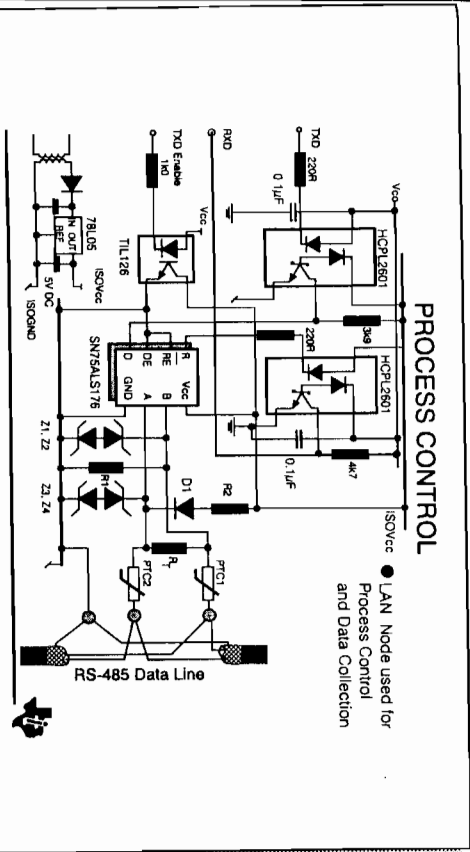 PROCESS CONTROL
● LAN Node used for
Process Control
and Data Collection
Vcc
HCPL2601
3k9
HCPL2601
4k7
ISOVcc
0.1µF
220R
TXD
220R
0.1µF
RXD
TXD Enable
1k0
Vcc
TIL126
SN75ALS176
R
RE
DE
D
Vcc
B
A
GND
R2
D1
R1
RT
PTC1
PTC2
Z1, Z2
Z3, Z4
78L05
IN OUT
REF
5V DC
ISOVcc
ISOGND
RS-485 Data Line